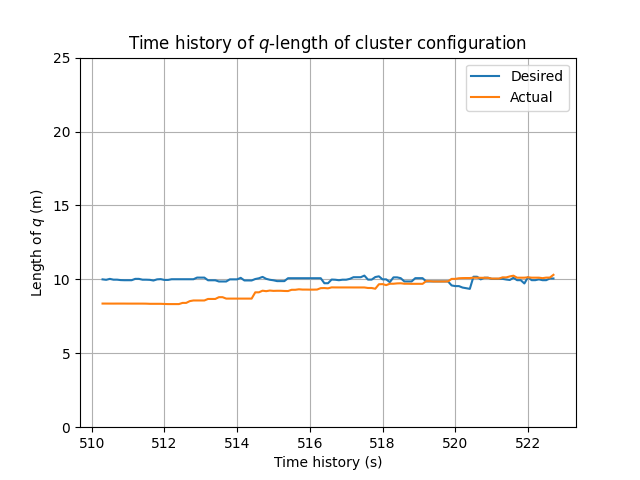 Time history of q-length of cluster configuration
Desired
Actual
Length of q (m)
25
20
15
10
5
0
510 512 514 516 518 520 522
Time history (s)